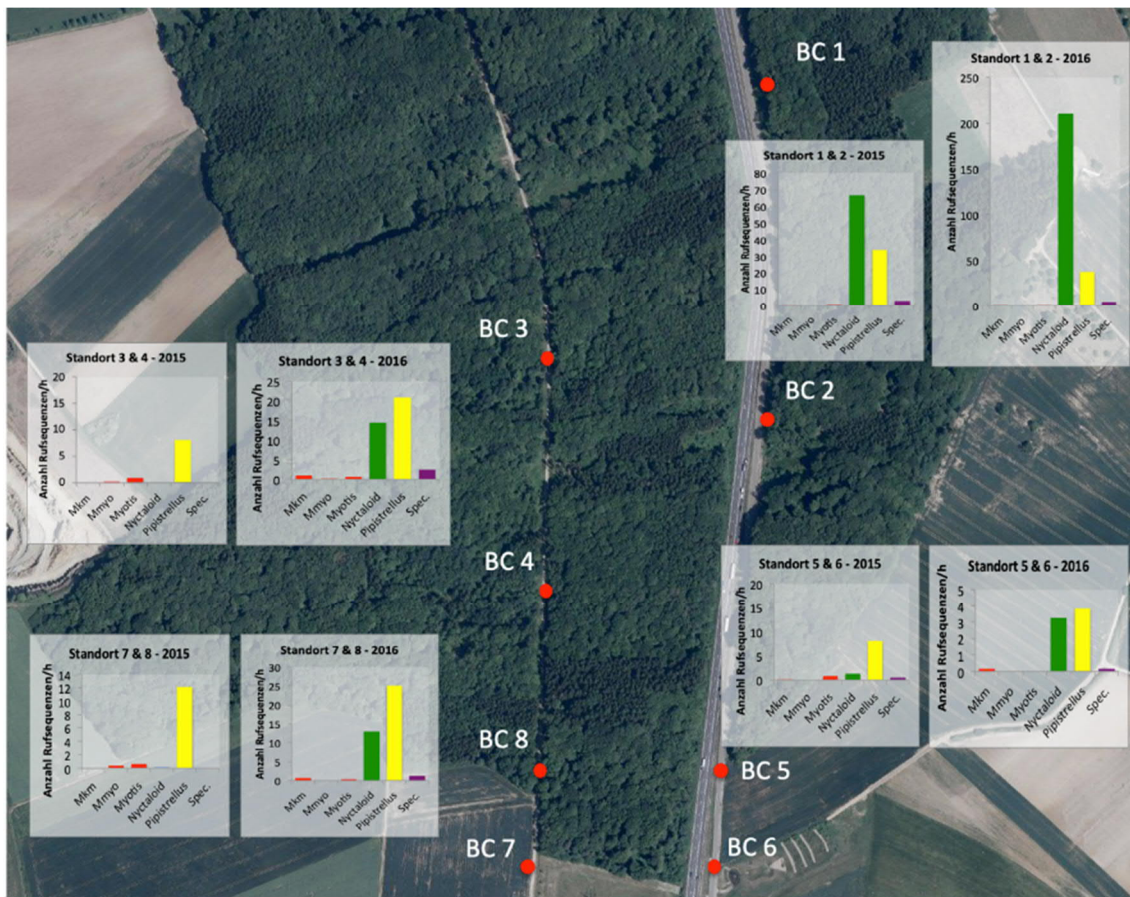 BC 1
Standort 1 & 2 - 2016
Anzahl Rufsequenzen/h
250
200
150
100
50
0
Mkm
Mmyo
Myotis
Nyctaloid
Pipistrellus
Spec.
Standort 1 & 2 - 2015
Anzahl Rufsequenzen/h
80
70
60
50
40
30
20
10
0
Mkm
Mmyo
Myotis
Nyctaloid
Pipistrellus
Spec.
BC 3
Standort 3 & 4 - 2015
Anzahl Rufsequenzen/h
20
15
10
5
0
Mkm
Mmyo
Myotis
Nyctaloid
Pipistrellus
Spec.
Standort 3 & 4 - 2016
Anzahl Rufsequenzen/h
25
20
15
10
5
0
Mkm
Mmyo
Myotis
Nyctaloid
Pipistrellus
Spec.
BC 2
BC 4
Standort 5 & 6 - 2015
Anzahl Rufsequenzen/h
20
15
10
5
0
Mkm
Mmyo
Myotis
Nyctaloid
Pipistrellus
Spec.
Standort 5 & 6 - 2016
Anzahl Rufsequenzen/h
5
4
3
2
1
Mkm
Mmyo
Myotis
Nyctaloid
Pipistrellus
Spec.
Standort 7 & 8 - 2015
Anzahl Rufsequenzen/h
14
12
10
8
6
4
2
0
Mkm
Mmyo
Myotis
Nyctaloid
Pipistrellus
Spec.
Standort 7 & 8 - 2016
Anzahl Rufsequenzen/h
30
25
20
15
10
5
0
Mkm
Mmyo
Myotis
Nyctaloid
Pipistrellus
Spec.
BC 8
BC 5
BC 7
BC 6